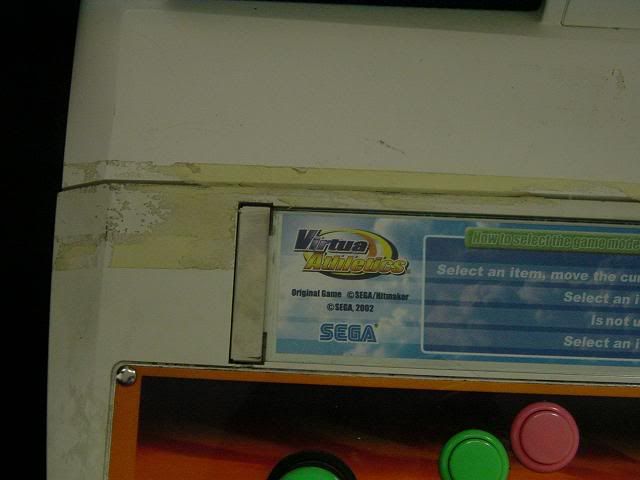 Virtua
Athletics
Original Game ©SEGA/Hitmaker
©SEGA, 2002
SEGA
How to select the game mode
Select an item, move the cur
Select an i
Is not u
Select an i